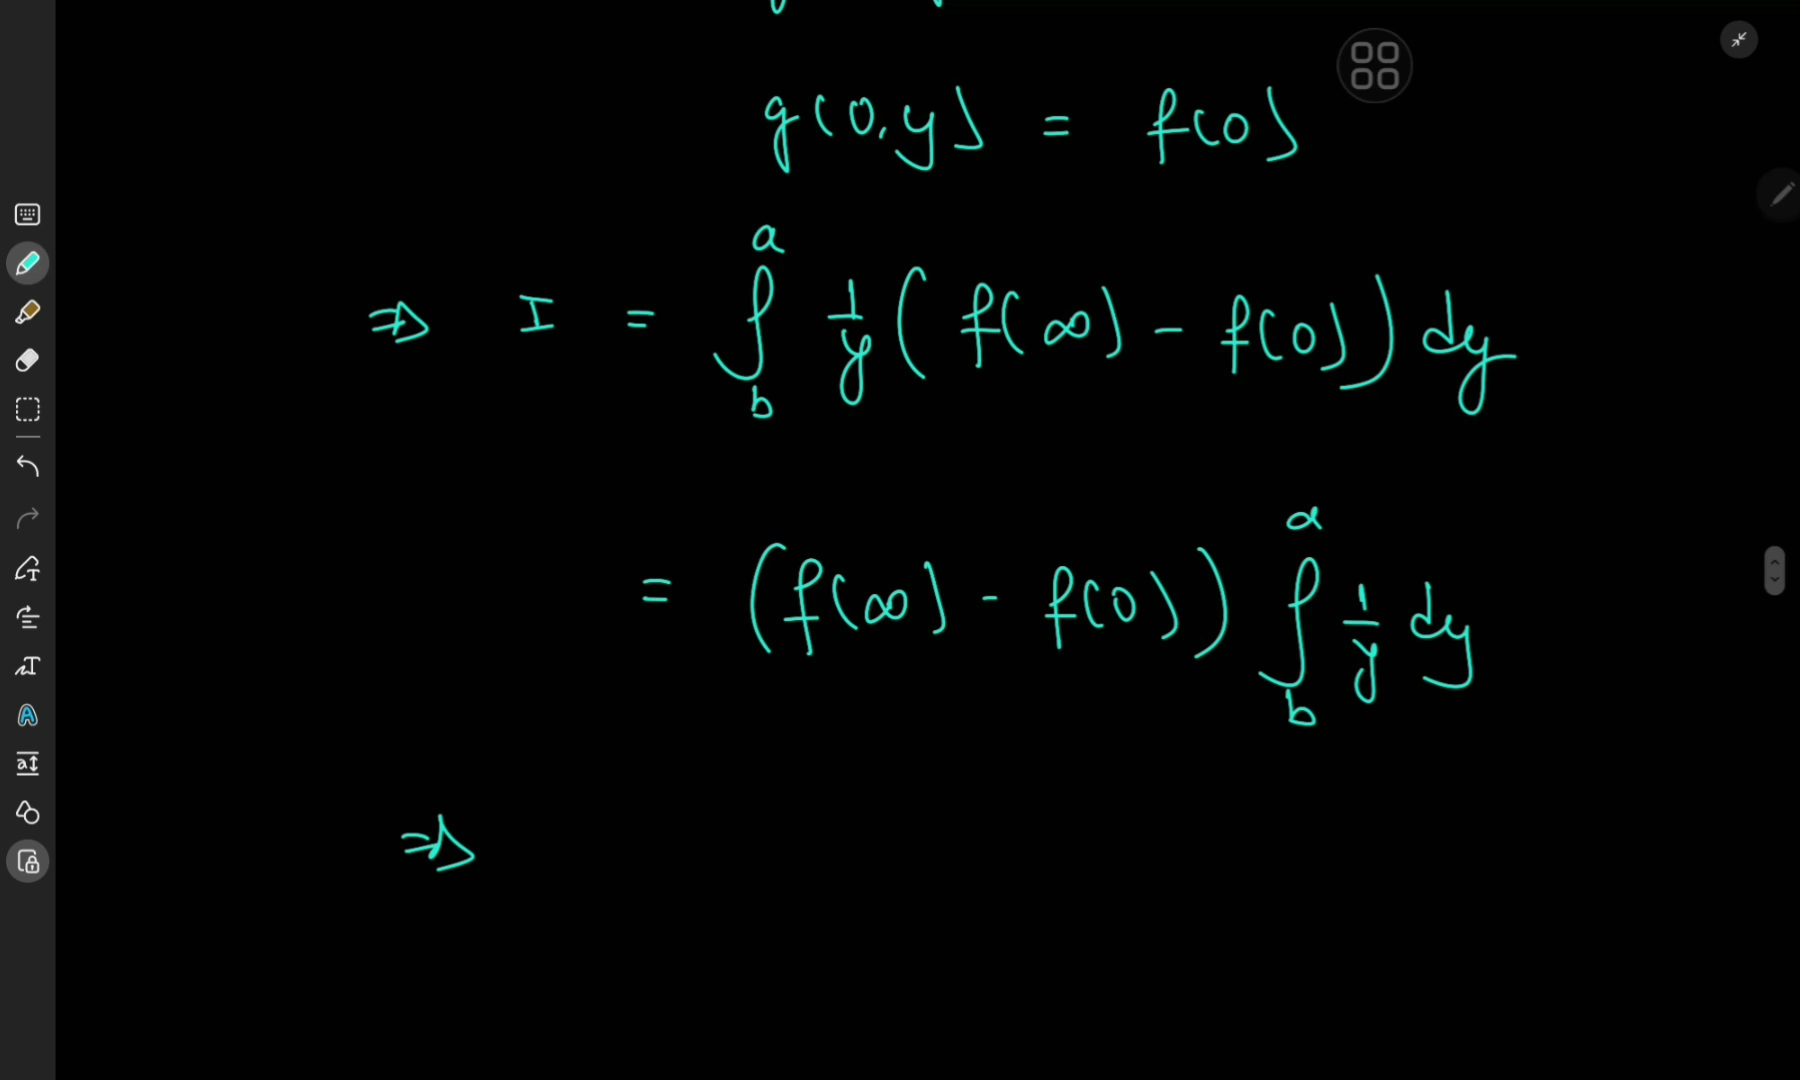 g(0,y) = f(0)
⇒ I = ∫_b^a 1/y (f(∞) - f(0)) dy
= (f(∞) - f(0)) ∫_b^a 1/y dy
⇒